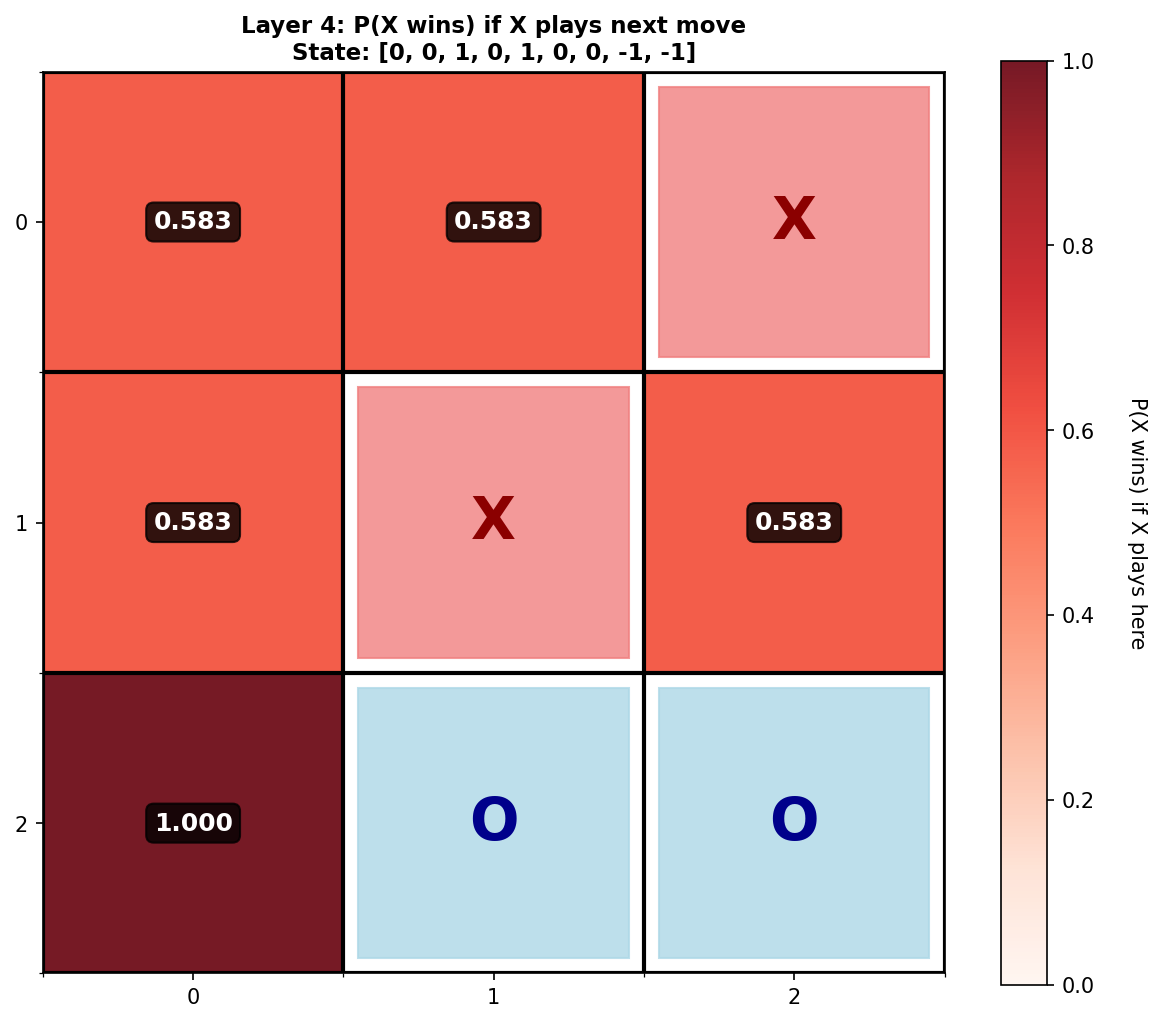 Layer 4: P(X wins) if X plays next move
State: [0, 0, 1, 0, 1, 0, 0, -1, -1]
0
0.583
0.583
X
1
0.583
X
0.583
2
1.000
O
O
0
1
2
1.0
0.8
0.6
0.4
0.2
0.0
P(X wins) if X plays here